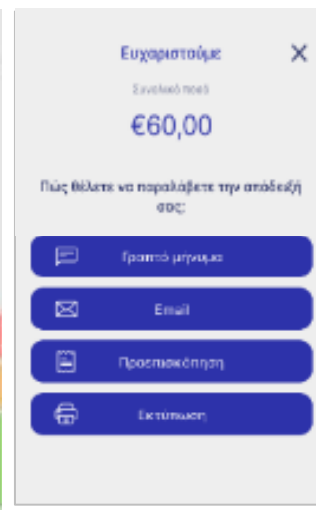 Ευχαριστούμε
Συνολικό ποσό
€60,00
Πώς θέλετε να παραλάβετε την απόδειξή
σας;
Γραπτό μήνυμα
Email
Προεπισκόπηση
Εκτύπωση